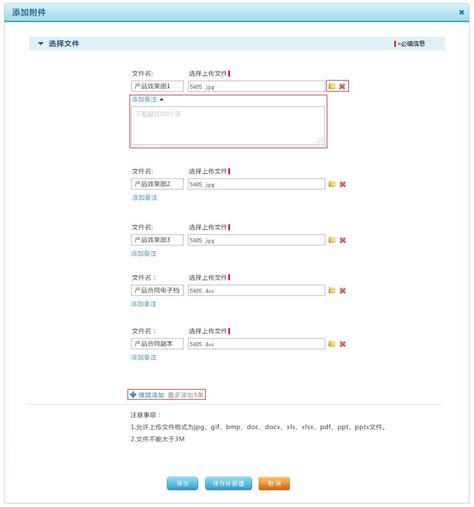 添加附件
选择文件
=必填信息
文件名: 选择上传文件
产品效果图1 5485.jpg
添加备注
不能超过100个字
文件名: 选择上传文件
产品效果图2 5485.jpg
添加备注
文件名: 选择上传文件
产品效果图3 5485.jpg
添加备注
文件名： 选择上传文件
产品合同电子档 5485.doc
添加备注
文件名： 选择上传文件
产品合同副本 5485.doc
添加备注
继续添加 最多添加5条
注意事项：
1.允许上传文件格式为jpg、gif、bmp、doc、docx、xls、xlsx、pdf、ppt、pptx文件。
2.文件不能大于3M
保存 保存并新建 取消